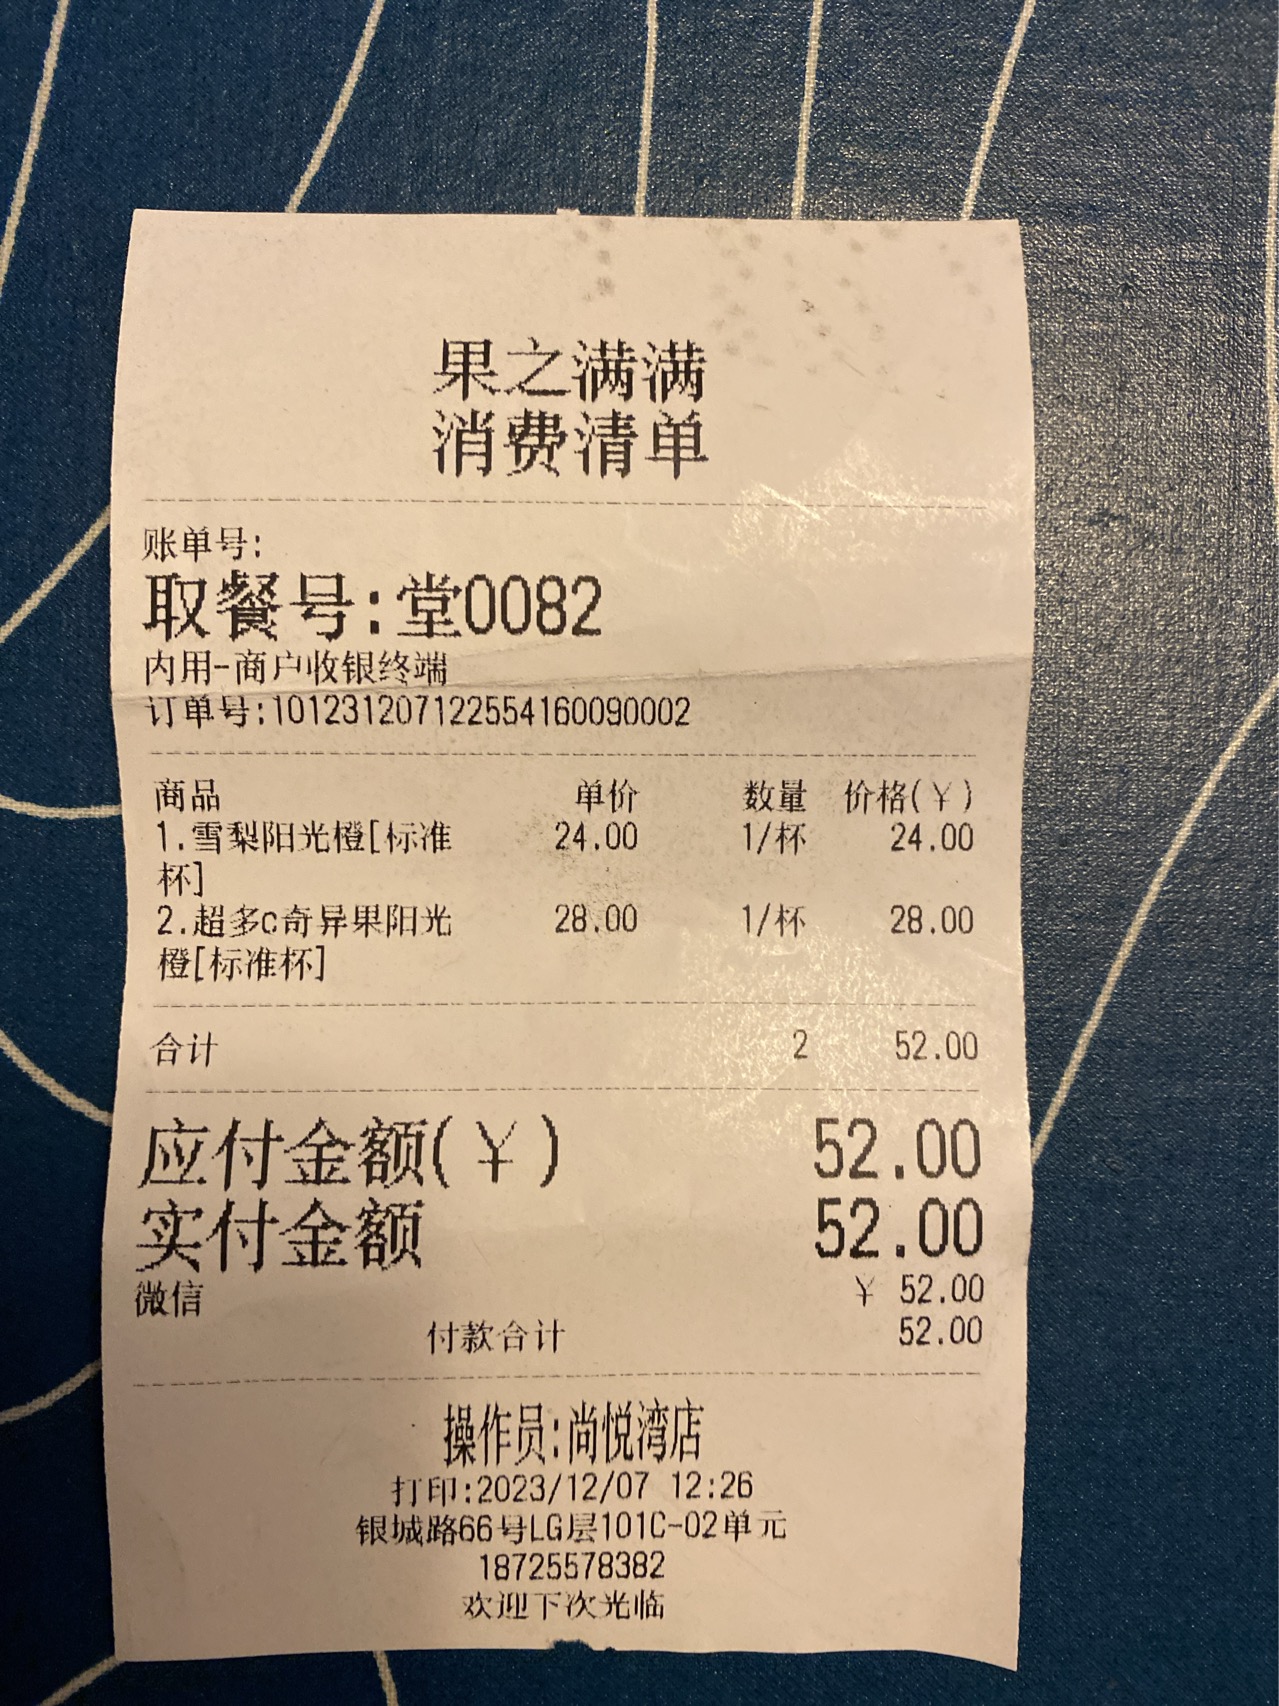 果之满满
消费清单
账单号:
取餐号:堂0082
内用-商户收银终端
订单号:101231207122554160090002
商品 单价 数量 价格(¥)
1.雪梨阳光橙[标准 24.00 1/杯 24.00
杯]
2.超多c奇异果阳光 28.00 1/杯 28.00
橙[标准杯]
合计 2 52.00
应付金额(¥) 52.00
实付金额 52.00
微信 ¥ 52.00
付款合计 52.00
操作员:尚悦湾店
打印:2023/12/07 12:26
银城路66号LG层101C-02单元
18725578382
欢迎下次光临